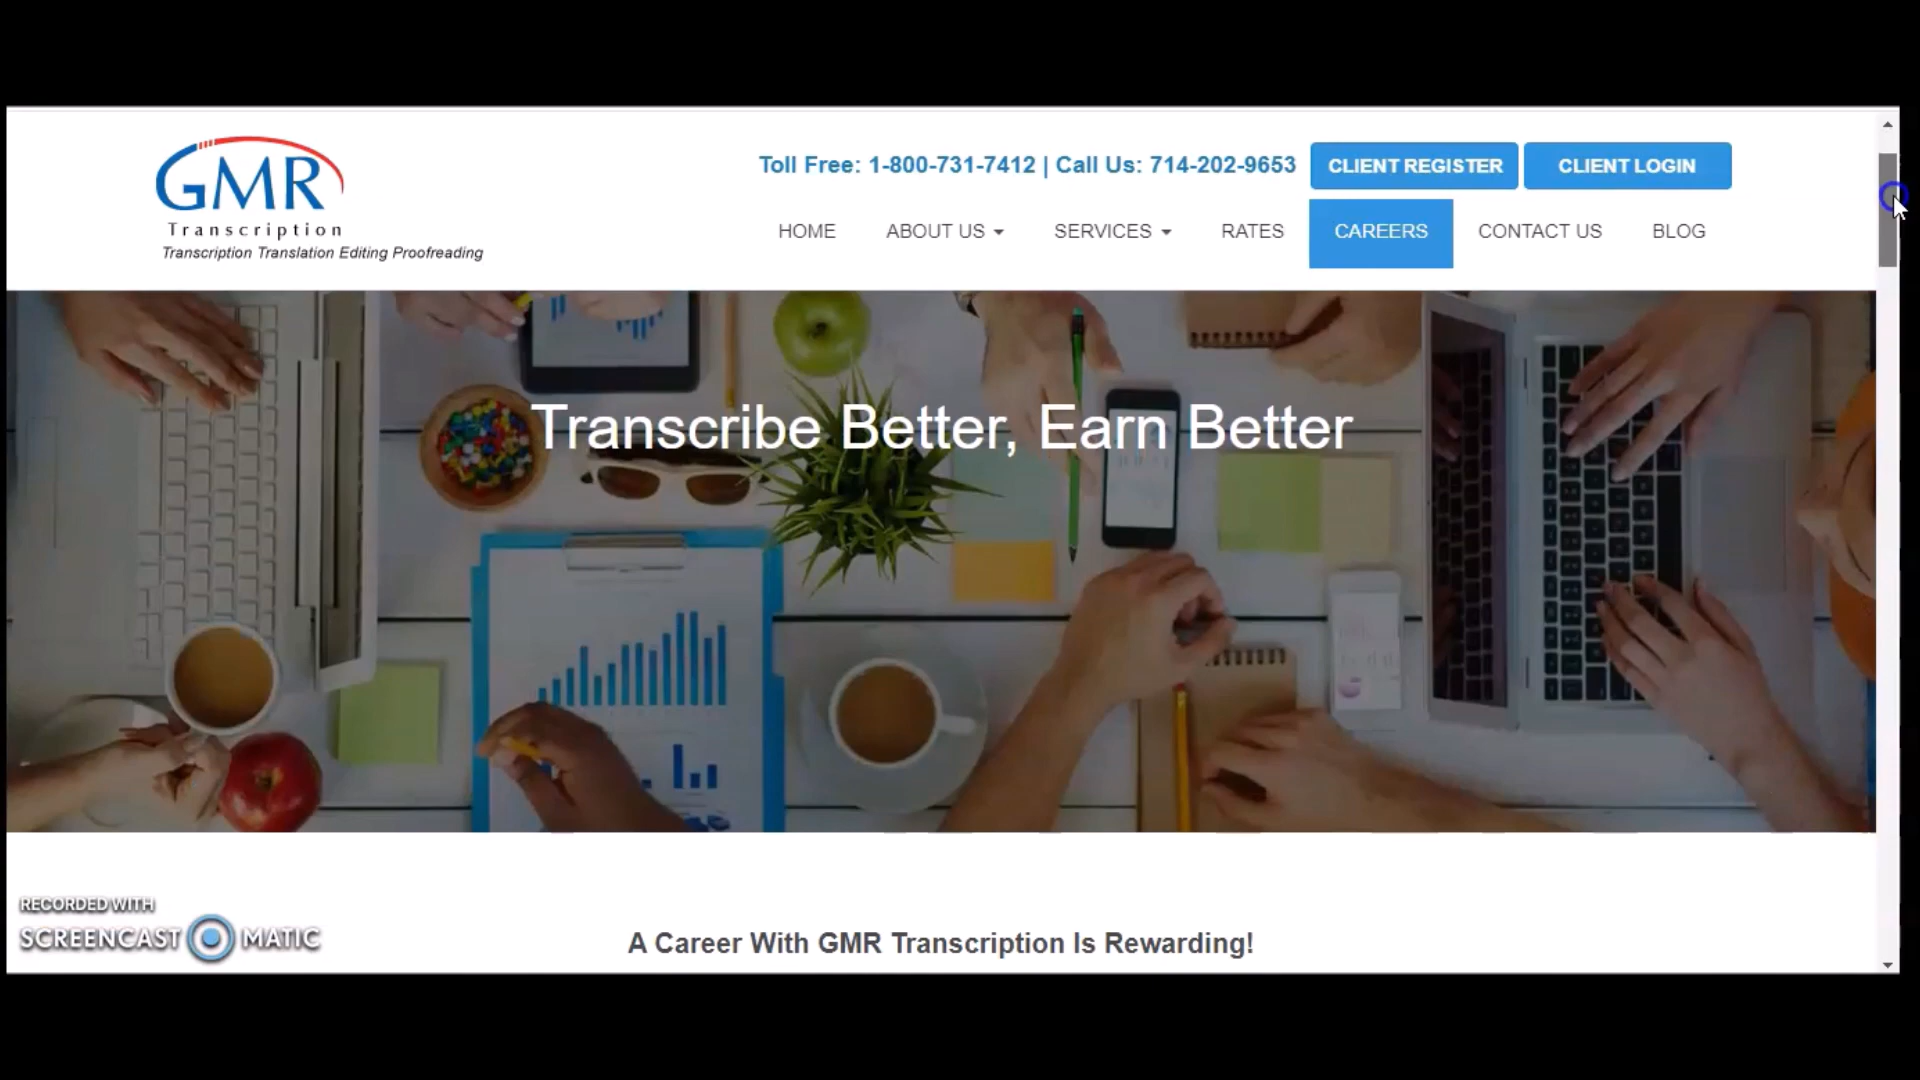 GMR
Transcription
Transcription Translation Editing Proofreading
Toll Free: 1-800-731-7412 | Call Us: 714-202-9653
CLIENT REGISTER
CLIENT LOGIN
HOME
ABOUT US
SERVICES
RATES
CAREERS
CONTACT US
BLOG
Transcribe Better, Earn Better
A Career With GMR Transcription Is Rewarding!
RECORDED WITH
SCREENCAST MATIC